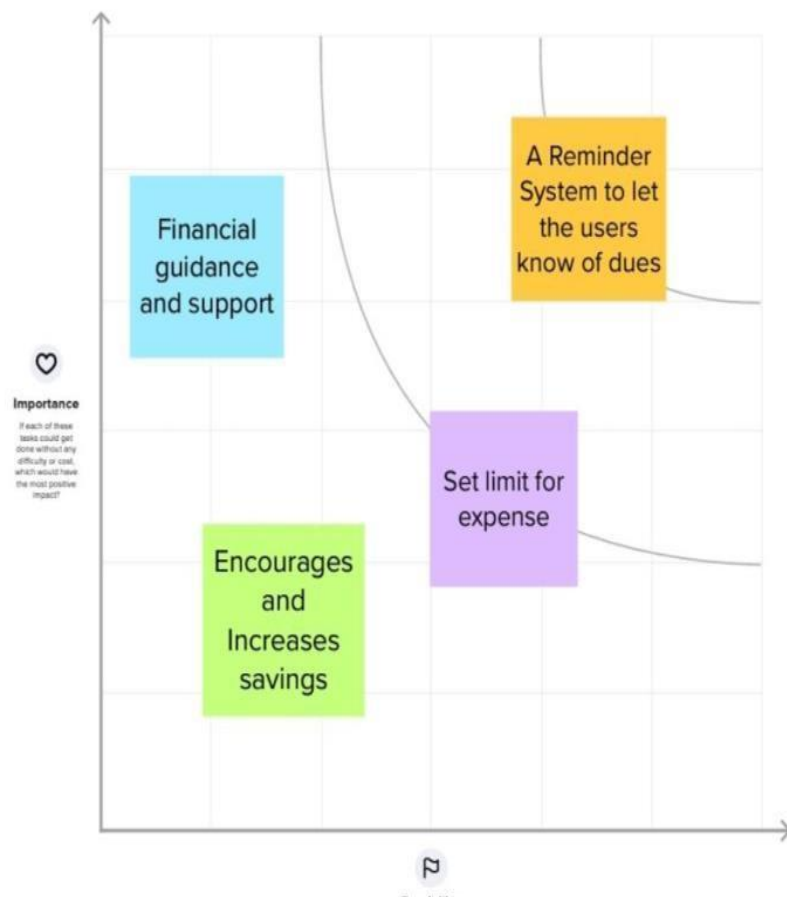 A Reminder
System to let
the users
know of dues
Financial
guidance
and support
Importance
If each of these
tasks could get
done without any
difficulty or cost,
which would have
the most positive
impact?
Set limit for
expense
Encourages
and
Increases
savings